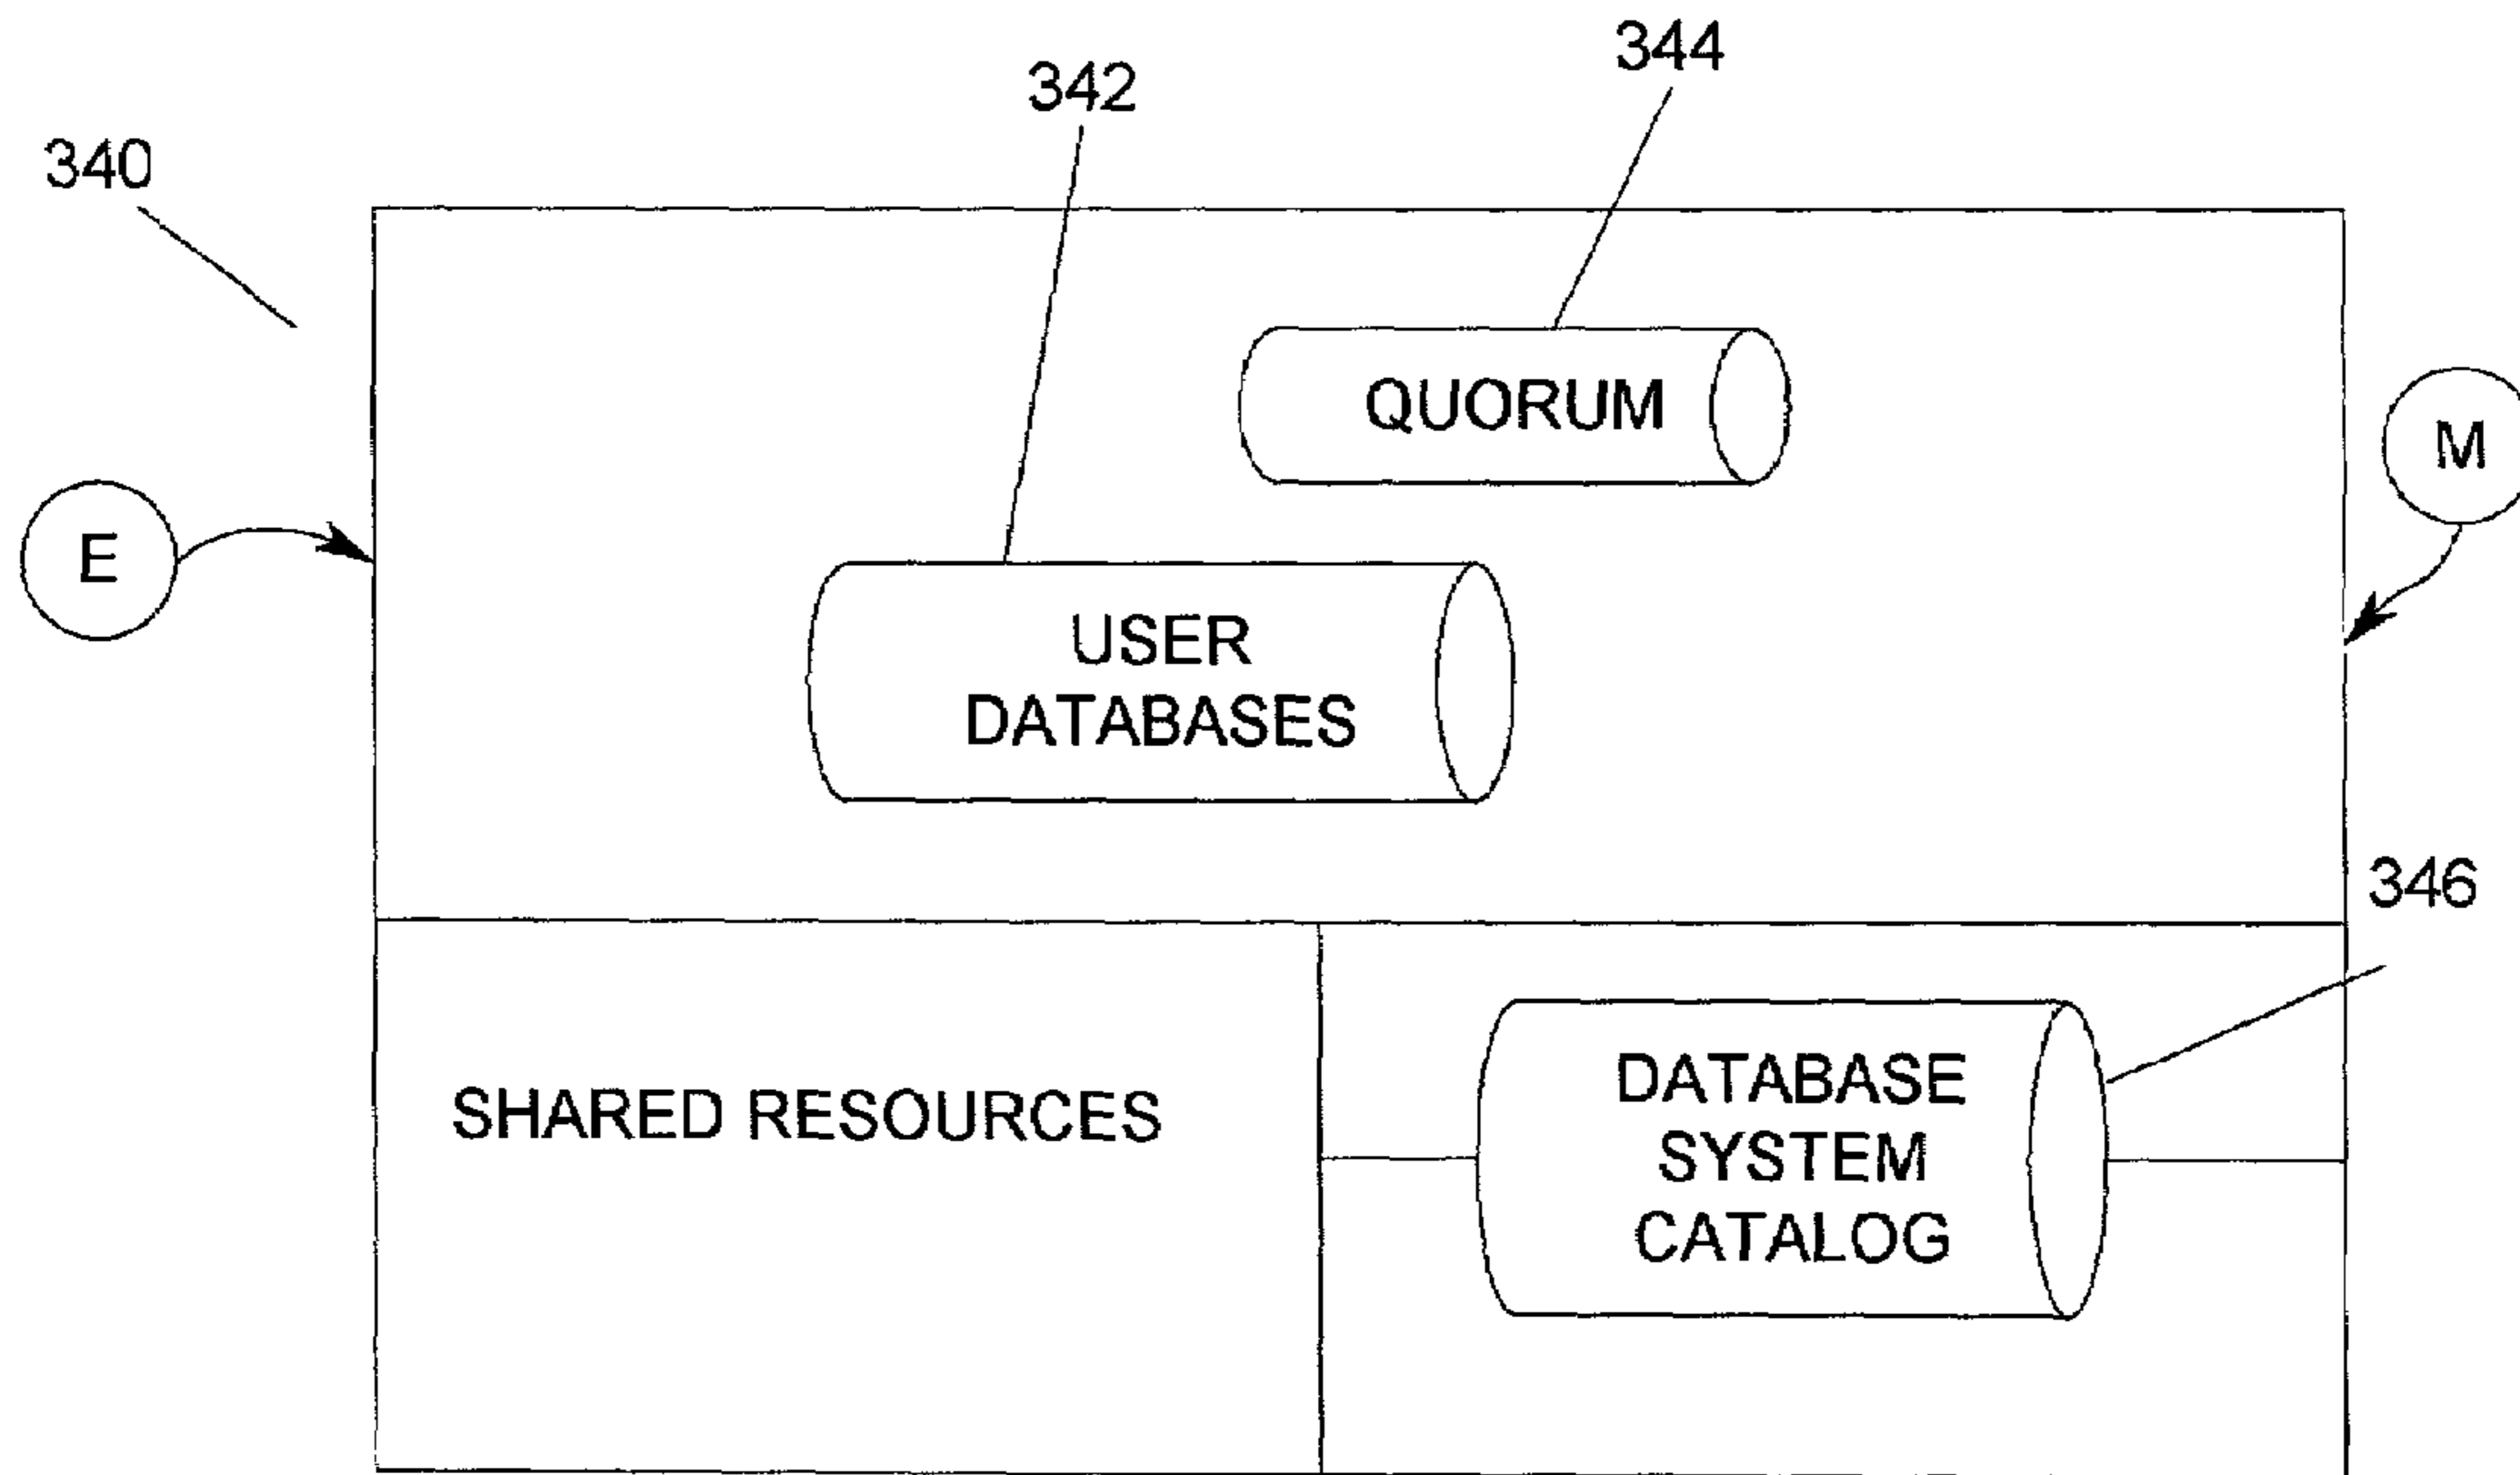 344
342
340
QUORUM
M
E
USER
DATABASES
346
DATABASE
SHARED RESOURCES
SYSTEM
CATALOG